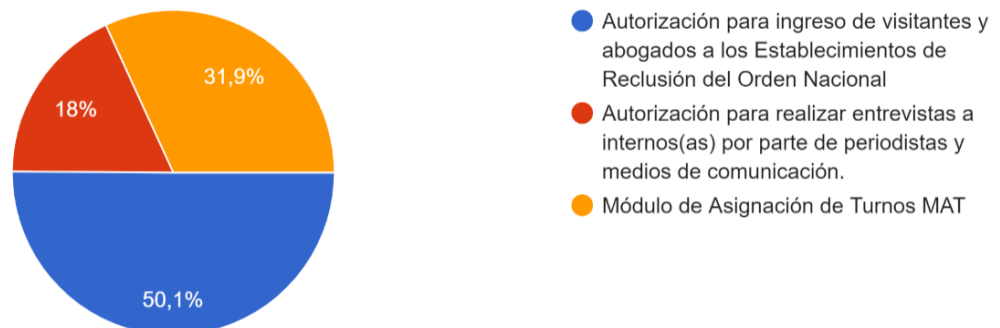 31,9%
18%
50,1%
Autorización para ingreso de visitantes y
abogados a los Establecimientos de
Reclusión del Orden Nacional
Autorización para realizar entrevistas a
internos(as) por parte de periodistas y
medios de comunicación.
Módulo de Asignación de Turnos MAT